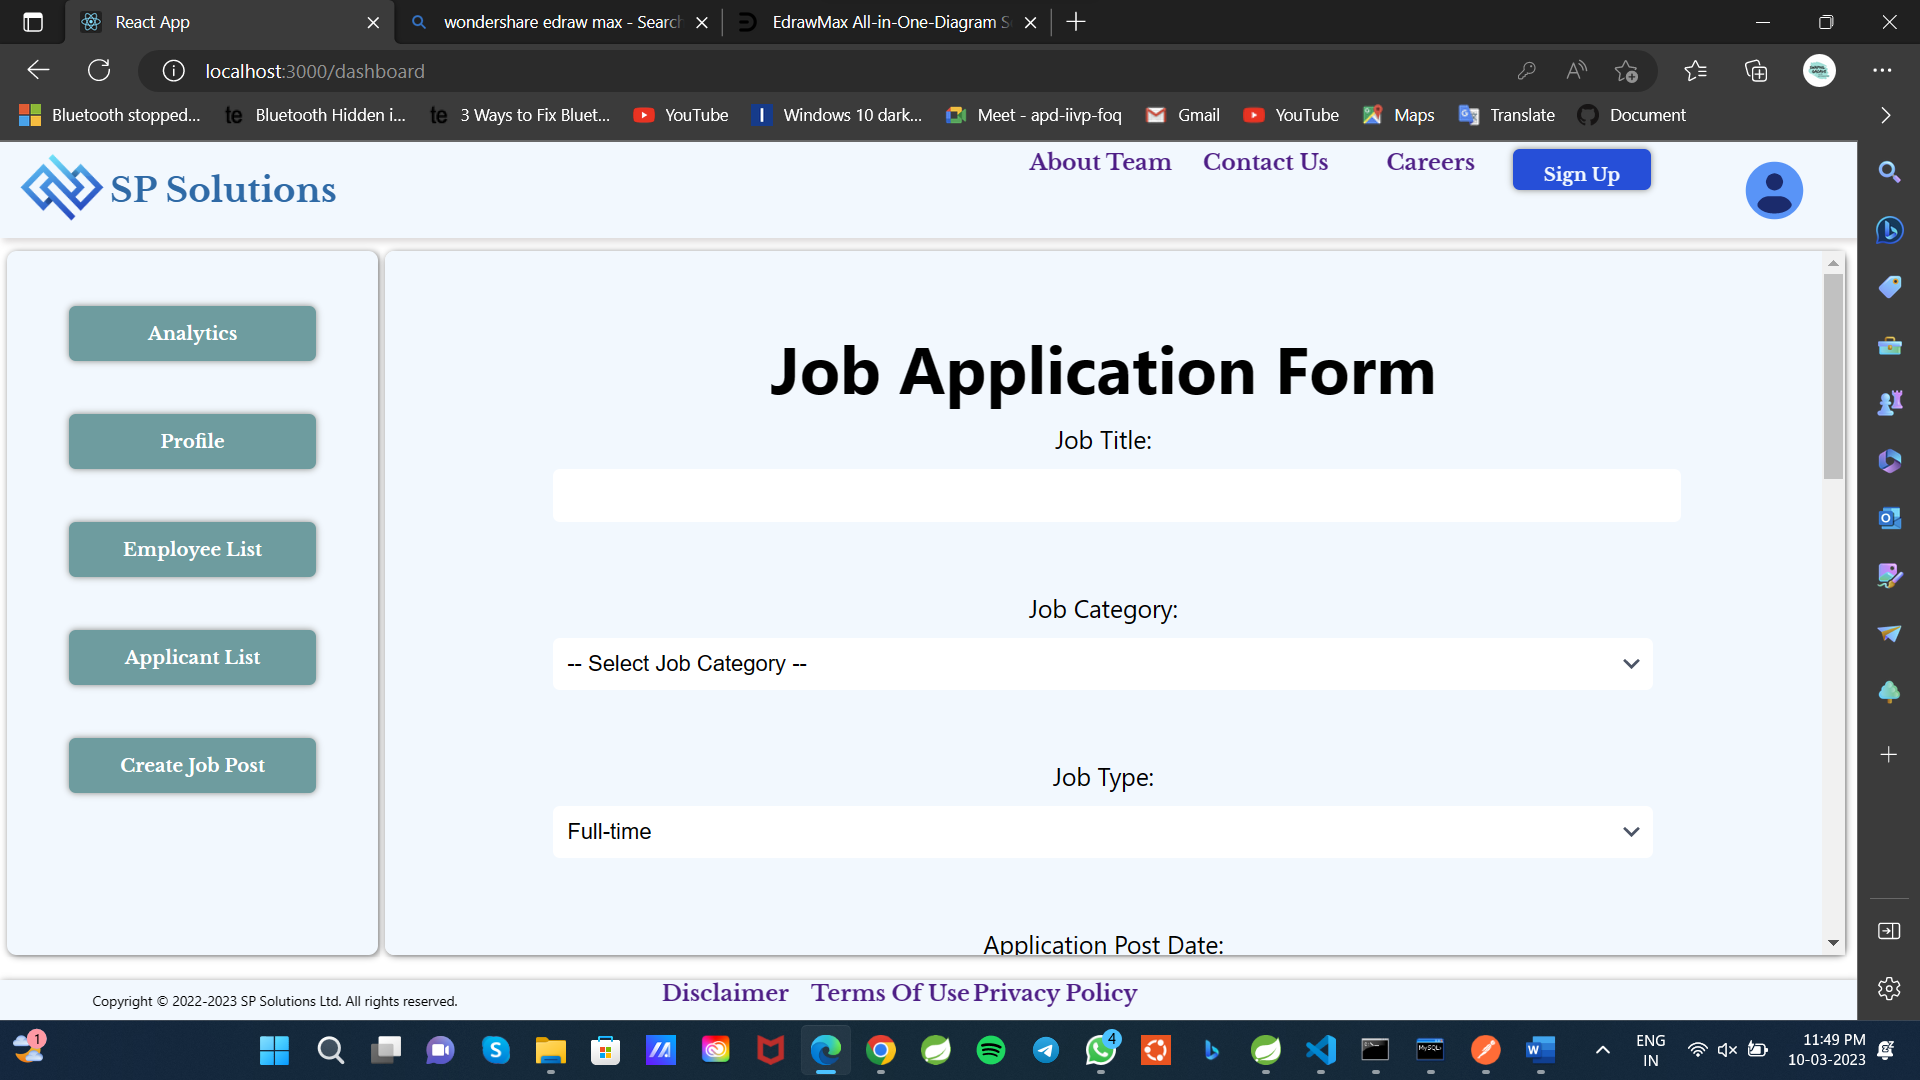 React App
wondershare edraw max - Search
EdrawMax All-in-One-Diagram S
localhost:3000/dashboard
Bluetooth stopped...
te Bluetooth Hidden i...
te 3 Ways to Fix Bluet...
YouTube
Windows 10 dark...
Meet - apd-iivp-foq
Gmail
YouTube
Maps
Translate
Document
SP Solutions
About Team
Contact Us
Careers
Sign Up
Analytics
Profile
Employee List
Applicant List
Create Job Post
Job Application Form
Job Title:
Job Category:
-- Select Job Category --
Job Type:
Full-time
Application Post Date:
Copyright © 2022-2023 SP Solutions Ltd. All rights reserved.
Disclaimer
Terms Of Use
Privacy Policy
1
4
ENG
IN
11:49 PM
10-03-2023